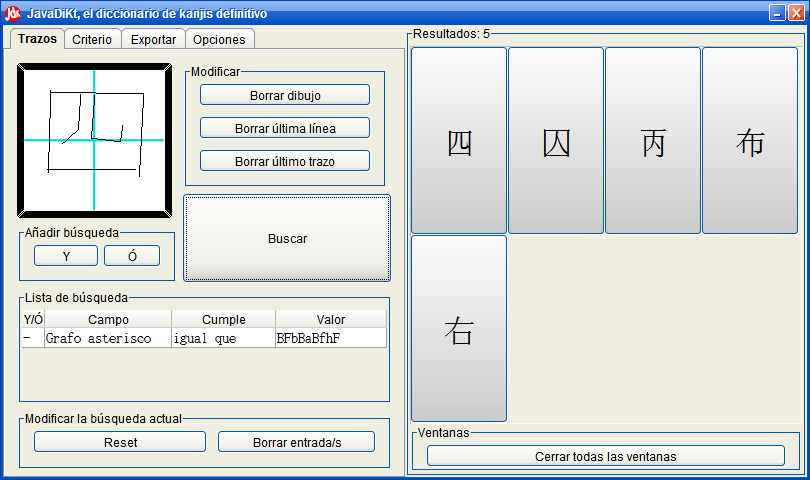 JavaDiKt, el diccionario de kanjis definitivo
Trazos Criterio Exportar Opciones
Modificar
Borrar dibujo
Borrar última línea
Borrar último trazo
Añadir búsqueda
Y Ó
Buscar
Lista de búsqueda
Y/Ó Campo Cumple Valor
- Grafo asterisco igual que BFbBaBfhF
Modificar la búsqueda actual
Reset Borrar entrada/s
Resultados: 5
四 囚 丙 布
右
Ventanas
Cerrar todas las ventanas